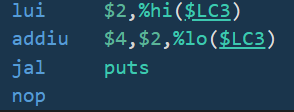 lui $2,%hi($LC3)
addiu $4,$2,%lo($LC3)
jal puts
nop